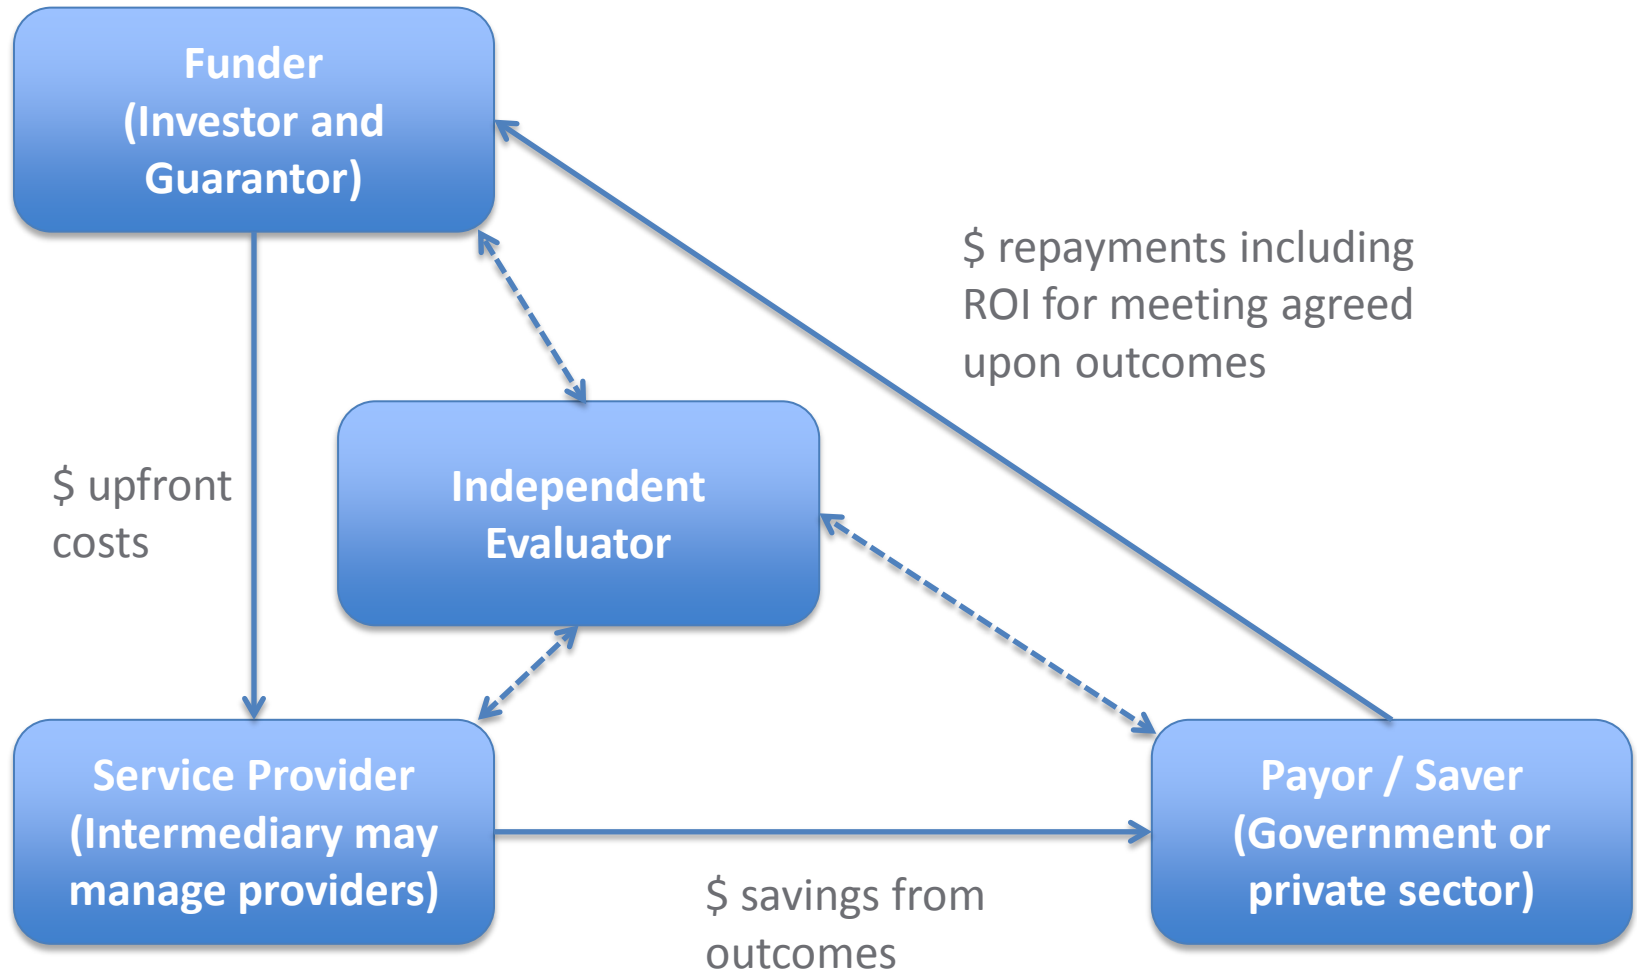 Funder
(Investor and
Guarantor)
$ repayments including
ROI for meeting agreed
upon outcomes
$ upfront
costs
Independent
Evaluator
Service Provider
(Intermediary may
manage providers)
$ savings from
outcomes
Payor / Saver
(Government or
private sector)